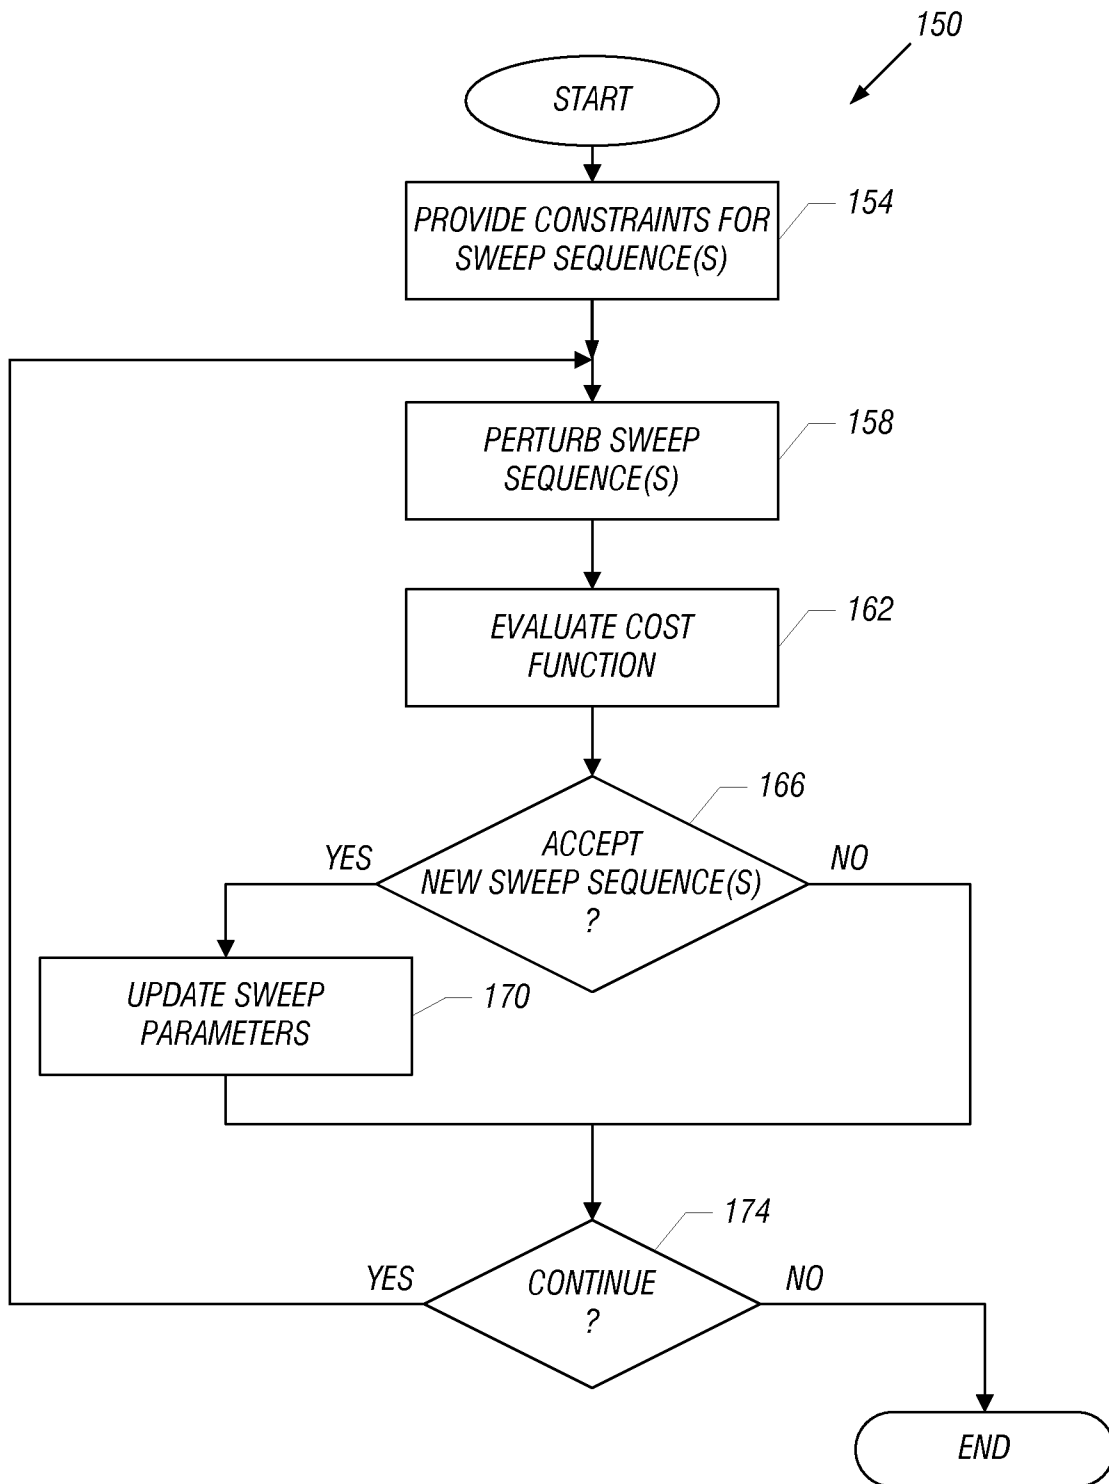 150
START
PROVIDE CONSTRAINTS FOR
SWEEP SEQUENCE(S)
154
PERTURB SWEEP
SEQUENCE(S)
158
EVALUATE COST
FUNCTION
162
166
ACCEPT
NEW SWEEP SEQUENCE(S)
?
YES
NO
UPDATE SWEEP
PARAMETERS
170
174
CONTINUE
?
YES
NO
END